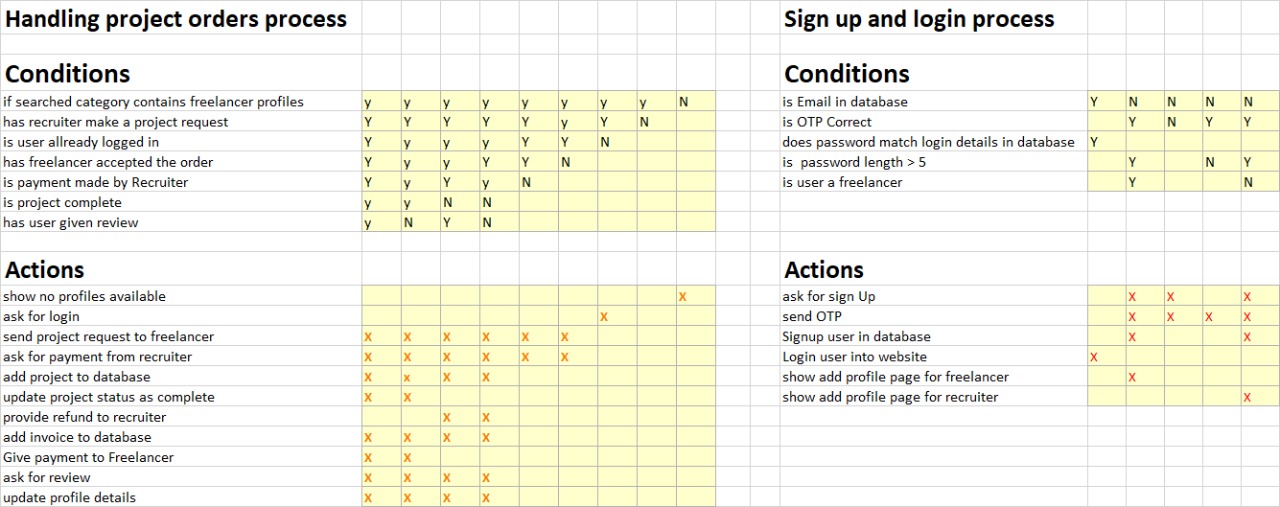 Handling project orders process
Conditions
if searched category contains freelancer profiles y y y y y y y y N
has recruiter make a project request Y Y Y Y Y y Y N
is user allready logged in Y y y y Y Y N
has freelancer accepted the order Y y y Y Y N
is payment made by Recruiter Y y Y y N
is project complete y y N N
has user given review y N Y N
Actions
show no profiles available X
ask for login X
send project request to freelancer X X X X X X
ask for payment from recruiter X X X X X X
add project to database X x X X
update project status as complete X X
provide refund to recruiter X X
add invoice to database X X X X
Give payment to Freelancer X X
ask for review X X X X
update profile details X X X X
Sign up and login process
Conditions
is Email in database Y N N N N
is OTP Correct Y N Y Y
does password match login details in database Y
is password length > 5 Y N Y
is user a freelancer Y N
Actions
ask for sign Up X X X
send OTP X X X X
Signup user in database X X
Login user into website X
show add profile page for freelancer X
show add profile page for recruiter X